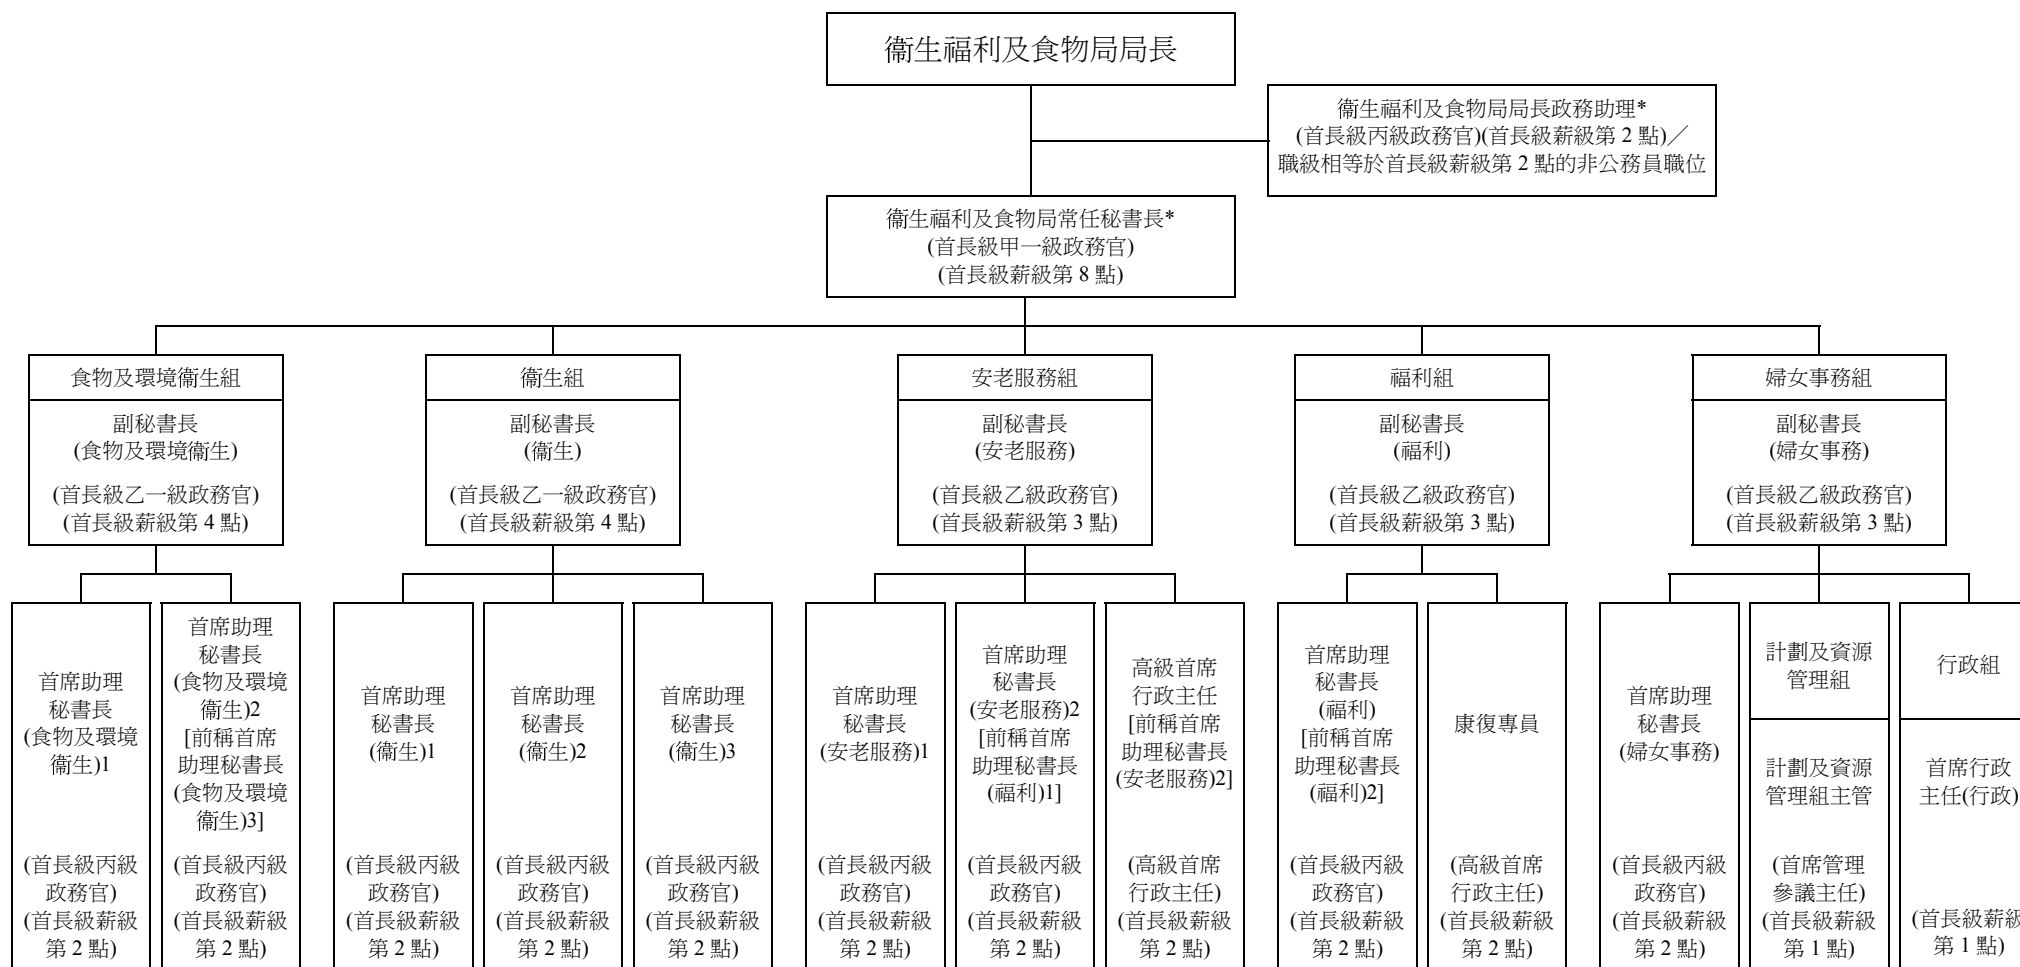 衞生福利及食物局局長
衞生福利及食物局局長政務助理*
(首長級丙級政務官)(首長級薪級第 2 點)／
職級相等於首長級薪級第 2 點的非公務員職位
衞生福利及食物局常任秘書長*
(首長級甲一級政務官)
(首長級薪級第 8 點)
食物及環境衞生組
副秘書長
(食物及環境衞生)
(首長級乙一級政務官)
(首長級薪級第 4 點)
衞生組
副秘書長
(衞生)
(首長級乙一級政務官)
(首長級薪級第 4 點)
安老服務組
副秘書長
(安老服務)
(首長級乙級政務官)
(首長級薪級第 3 點)
福利組
副秘書長
(福利)
(首長級乙級政務官)
(首長級薪級第 3 點)
婦女事務組
副秘書長
(婦女事務)
(首長級乙級政務官)
(首長級薪級第 3 點)
首席助理
秘書長
(食物及環境
衞生)1
(首長級丙級
政務官)
(首長級薪級
第 2 點)
首席助理
秘書長
(食物及環境
衞生)2
[前稱首席
助理秘書長
(食物及環境
衞生)3]
(首長級丙級
政務官)
(首長級薪級
第 2 點)
首席助理
秘書長
(衞生)1
(首長級丙級
政務官)
(首長級薪級
第 2 點)
首席助理
秘書長
(衞生)2
(首長級丙級
政務官)
(首長級薪級
第 2 點)
首席助理
秘書長
(衞生)3
(首長級丙級
政務官)
(首長級薪級
第 2 點)
首席助理
秘書長
(安老服務)1
(首長級丙級
政務官)
(首長級薪級
第 2 點)
首席助理
秘書長
(安老服務)2
[前稱首席
助理秘書長
(福利)1]
(首長級丙級
政務官)
(首長級薪級
第 2 點)
高級首席
行政主任
[前稱首席
助理秘書長
(安老服務)2]
(高級首席
行政主任)
(首長級薪級
第 2 點)
首席助理
秘書長
(福利)
[前稱首席
助理秘書長
(福利)2]
(首長級丙級
政務官)
(首長級薪級
第 2 點)
康復專員
(高級首席
行政主任)
(首長級薪級
第 2 點)
首席助理
秘書長
(婦女事務)
(首長級丙級
政務官)
(首長級薪級
第 2 點)
計劃及資源
管理組
計劃及資源
管理組主管
(首席管理
參議主任)
(首長級薪級
第 1 點)
行政組
首席行政
主任(行政)
(首長級薪級
第 1 點)